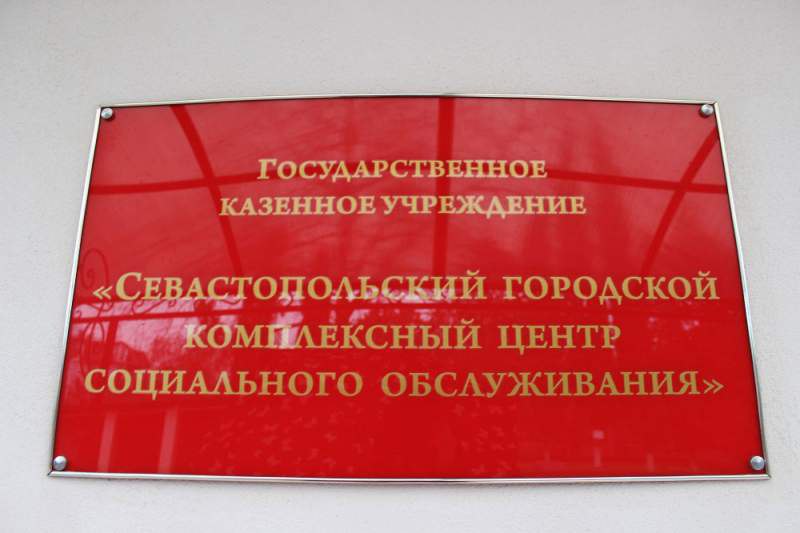 Государственное
казенное учреждение
«Севастопольский городской
комплексный центр
социального обслуживания»